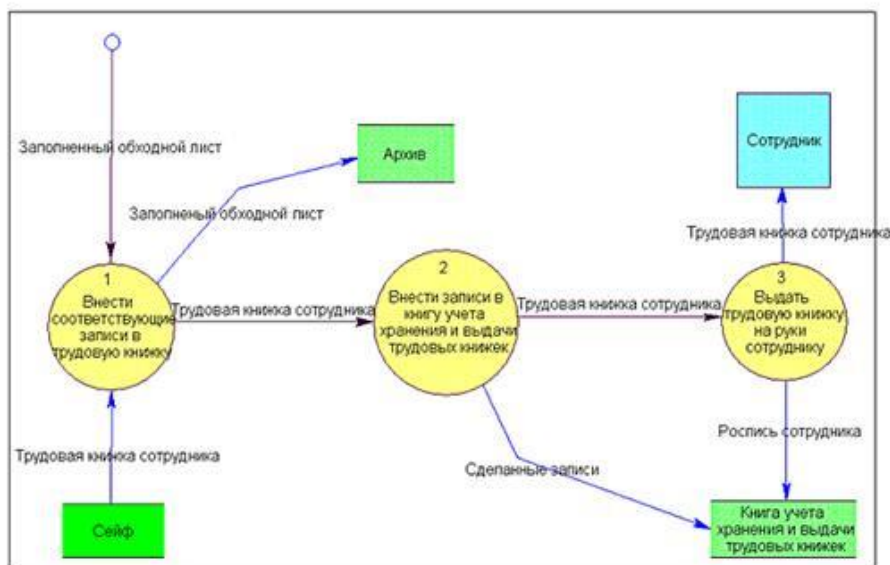 Заполненный обходной лист
Архив
Сотрудник
Заполненый обходной лист
Трудовая книжка сотрудника
1
Внести
соответствующие
записи в
трудовую книжку
Трудовая книжка сотрудника
2
Внести записи в
книгу учета
хранения и выдачи
трудовых книжек
Трудовая книжка сотрудника
3
Выдать
трудовую книжку
на руки
сотруднику
Трудовая книжка сотрудника
Роспись сотрудника
Сделанные записи
Сейф
Книга учета
хранения и выдачи
трудовых книжек